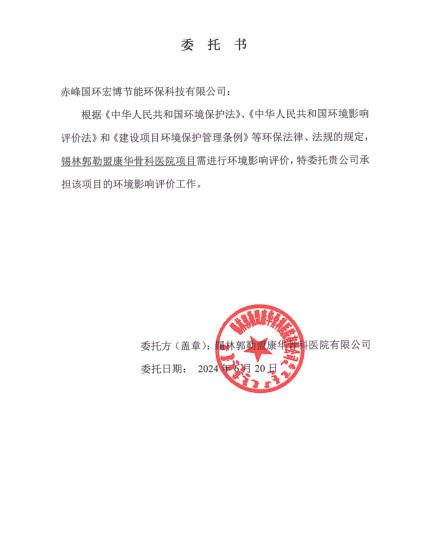 委 托 书
赤峰国环宏博节能环保科技有限公司：
根据《中华人民共和国环境保护法》、《中华人民共和国环境影响
评价法》和《建设项目环境保护管理条例》等环保法律、法规的规定，
锡林郭勒盟康华骨科医院项目需进行环境影响评价，特委托贵公司承
担该项目的环境影响评价工作。
委托方（盖章）：锡林郭勒盟康华骨科医院有限公司
委托日期： 2024 年 6 月 20 日